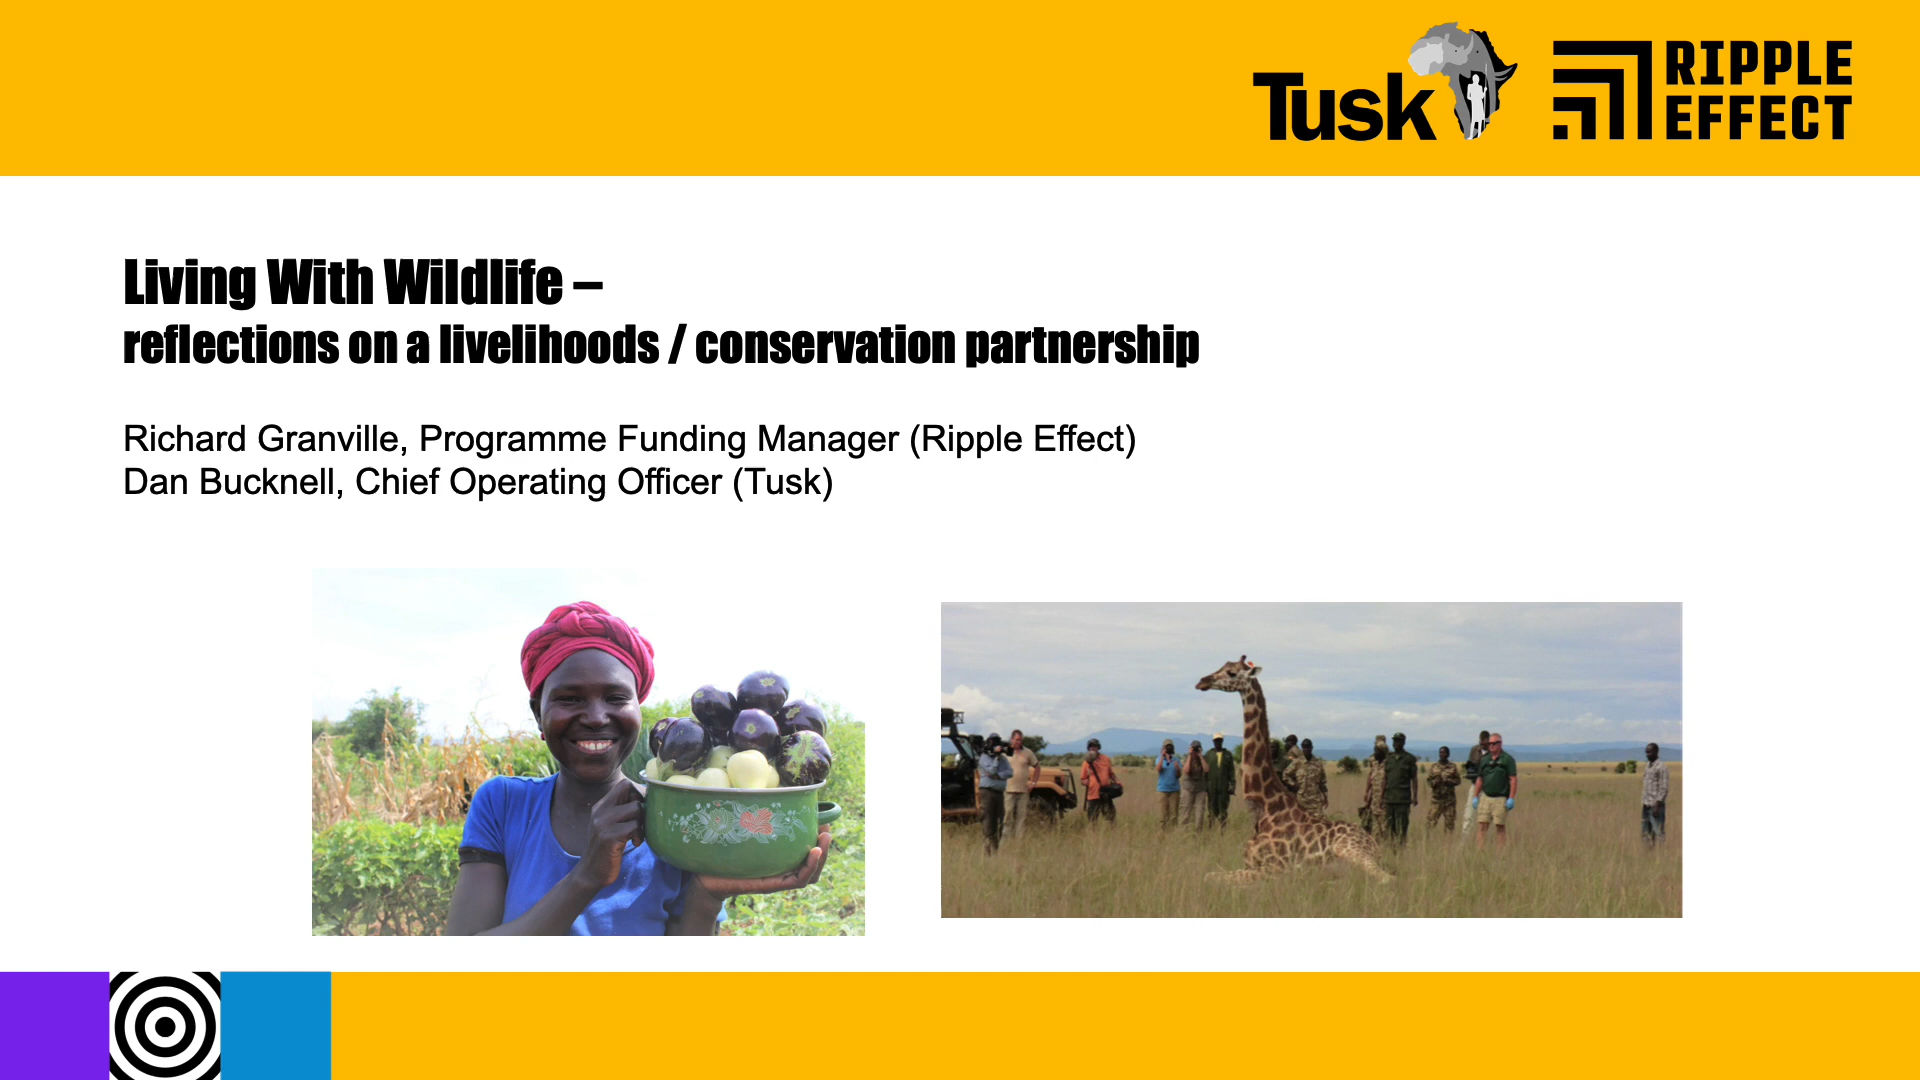 Tusk
RIPPLE
EFFECT
Living With Wildlife –
reflections on a livelihoods / conservation partnership
Richard Granville, Programme Funding Manager (Ripple Effect)
Dan Bucknell, Chief Operating Officer (Tusk)